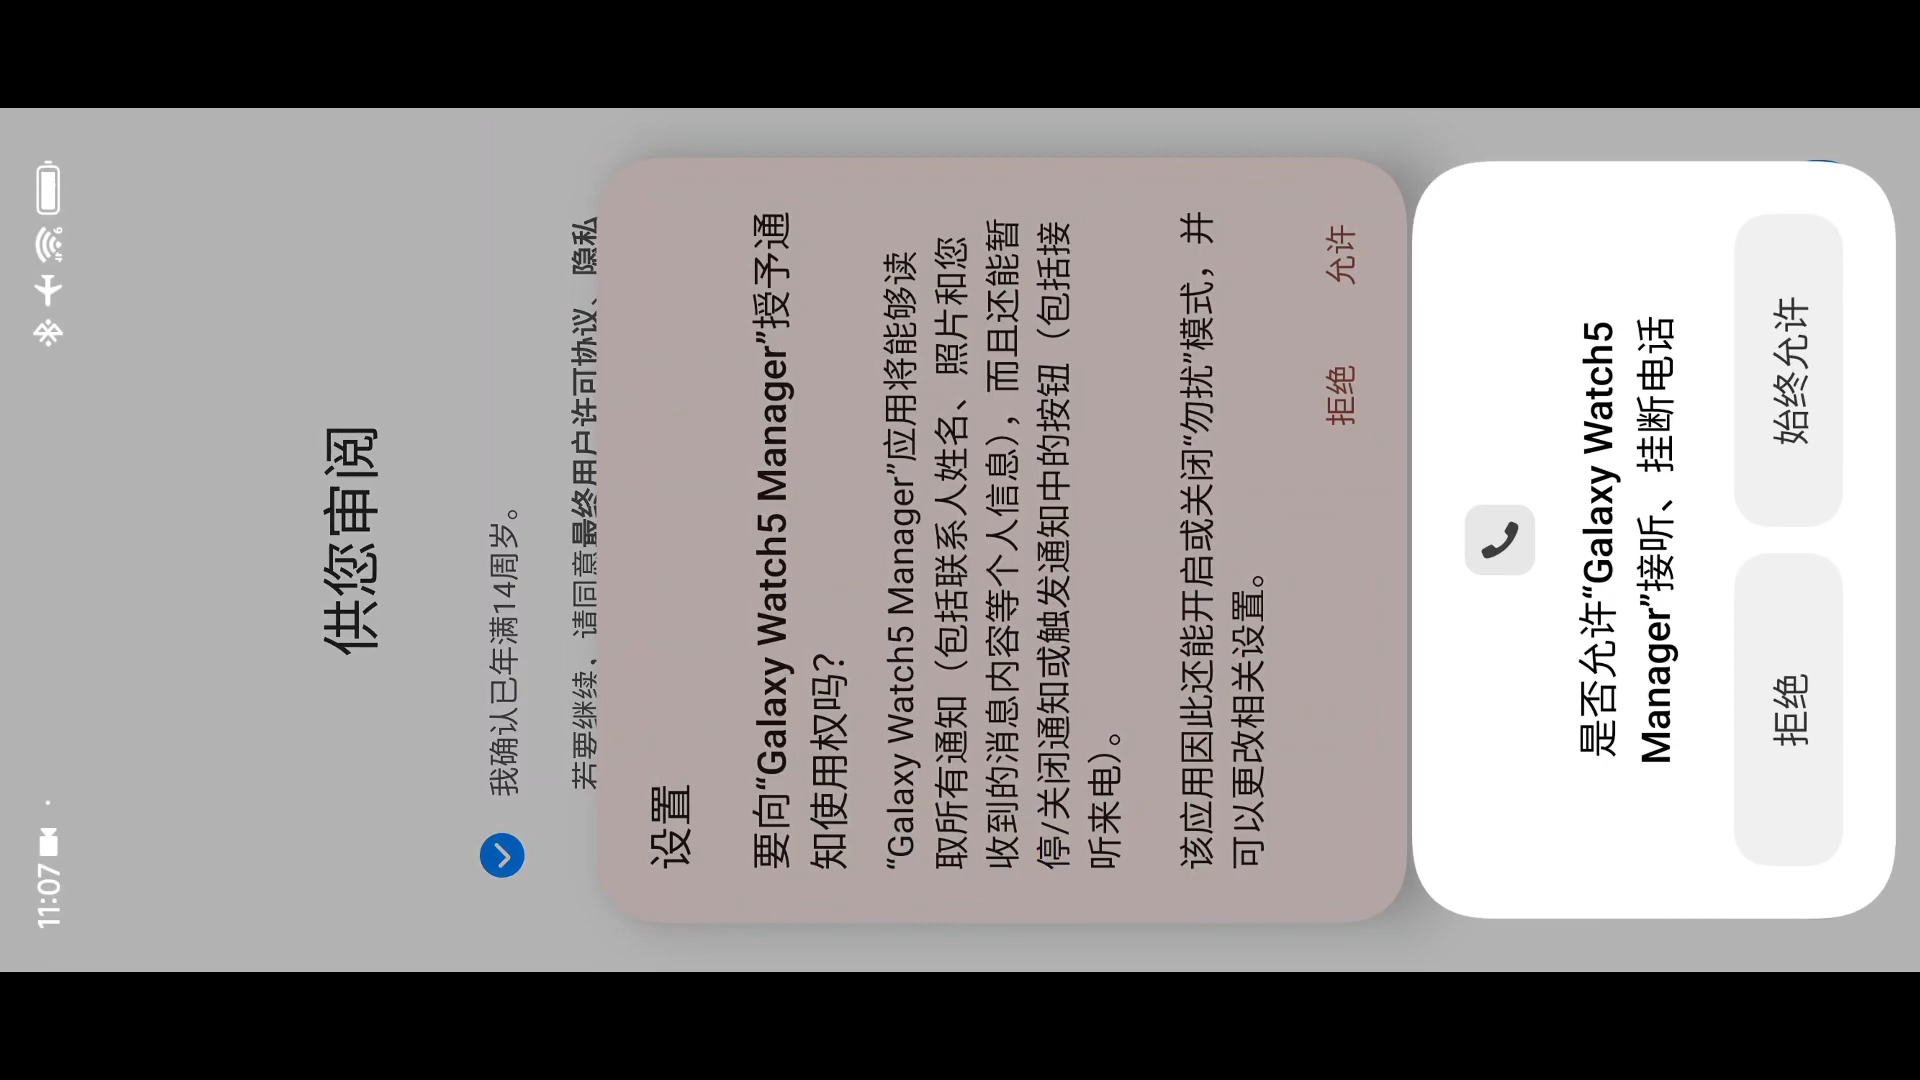 11:07
供您审阅
我确认已年满14周岁。
若要继续，请同意最终用户许可协议、隐私
设置
要向“Galaxy Watch5 Manager”授予通
知使用权吗？
“Galaxy Watch5 Manager”应用将能够读
取所有通知（包括联系人姓名、照片和您
收到的消息内容等个人信息），而且还能暂
停/关闭通知或触发通知中的按钮（包括接
听来电）。
该应用因此还能开启或关闭“勿扰”模式，并
可以更改相关设置。
拒绝 允许
是否允许“Galaxy Watch5
Manager”接听、挂断电话
拒绝 始终允许